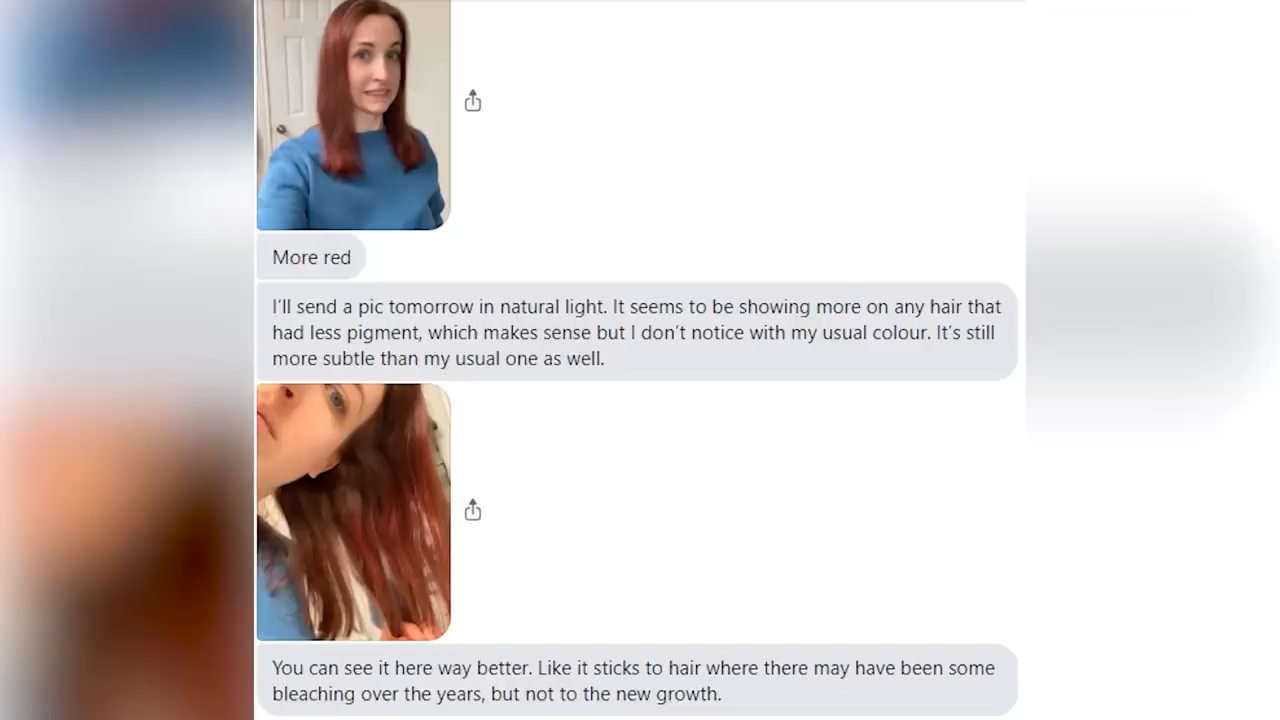 More red
I'll send a pic tomorrow in natural light. It seems to be showing more on any hair that
had less pigment, which makes sense but I don't notice with my usual colour. It's still
more subtle than my usual one as well.
You can see it here way better. Like it sticks to hair where there may have been some
bleaching over the years, but not to the new growth.